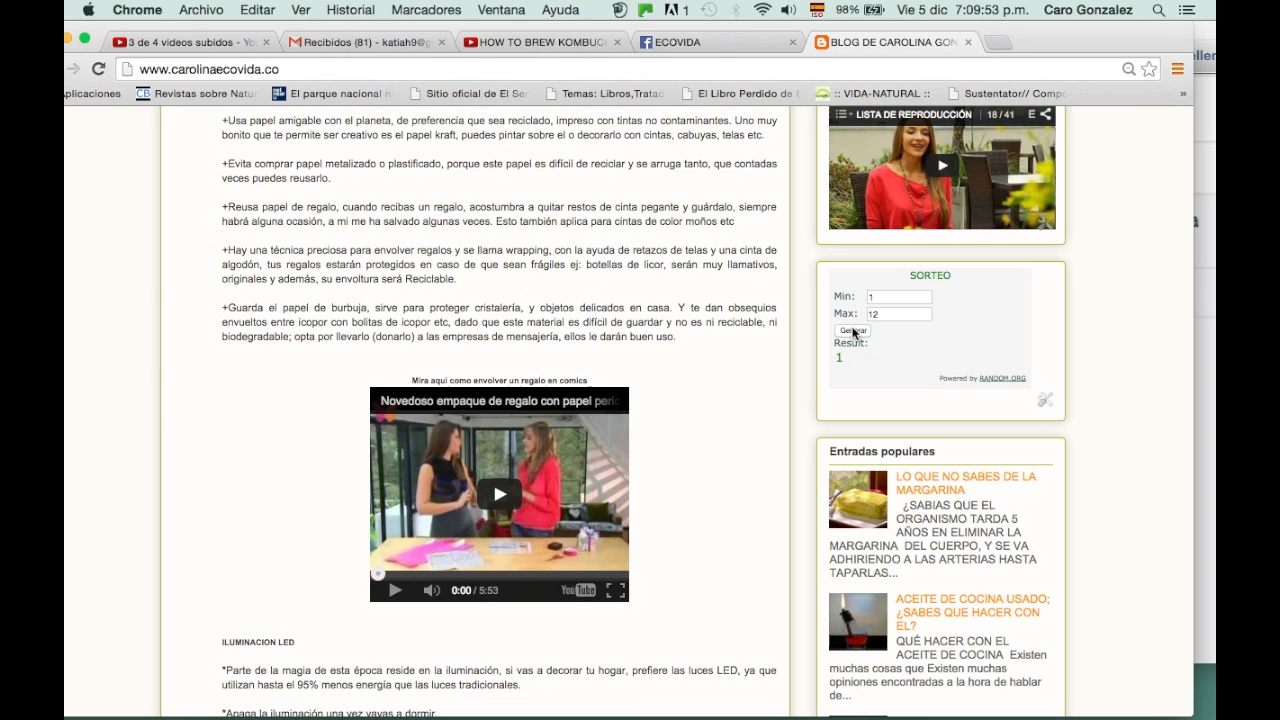 Chrome Archivo Editar Ver Historial Marcadores Ventana Ayuda 1 ISO 98% Vie 5 dic 7:09:53 p.m. Caro Gonzalez
3 de 4 videos subidos - Yo Recibidos (81) - katiah9@g HOW TO BREW KOMBUC ECOVIDA BLOG DE CAROLINA GON
www.carolinaecovida.co
plicaciones CB Revistas sobre Natu El parque nacional n Sitio oficial de El Se Temas: Libros,Tratad El Libro Perdido de E :: VIDA-NATURAL :: Sustentator// Comp »
+Usa papel amigable con el planeta, de preferencia que sea reciclado, impreso con tintas no contaminantes. Uno muy
bonito que te permite ser creativo es el papel kraft, puedes pintar sobre el o decorarlo con cintas, cabuyas, telas etc.
+Evita comprar papel metalizado o plastificado, porque este papel es difícil de reciclar y se arruga tanto, que contadas
veces puedes reusarlo.
+Reusa papel de regalo, cuando recibas un regalo, acostumbra a quitar restos de cinta pegante y guárdalo, siempre
habrá alguna ocasión, a mi me ha salvado algunas veces. Esto también aplica para cintas de color moños etc
+Hay una técnica preciosa para envolver regalos y se llama wrapping, con la ayuda de retazos de telas y una cinta de
algodón, tus regalos estarán protegidos en caso de que sean frágiles ej: botellas de licor, serán muy llamativos,
originales y además, su envoltura será Reciclable.
+Guarda el papel de burbuja, sirve para proteger cristalería, y objetos delicados en casa. Y te dan obsequios
envueltos entre icopor con bolitas de icopor etc, dado que este material es difícil de guardar y no es ni reciclable, ni
biodegradable; opta por llevarlo (donarlo) a las empresas de mensajería, ellos le darán buen uso.
Mira aqui como envolver un regalo en comics
Novedoso empaque de regalo con papel peric
0:00 / 5:53 YouTube
ILUMINACION LED
*Parte de la magia de esta época reside en la iluminación, si vas a decorar tu hogar, prefiere las luces LED, ya que
utilizan hasta el 95% menos energía que las luces tradicionales.
*Apaga la iluminación una vez vayas a dormir.
LISTA DE REPRODUCCIÓN 18 / 41 E
SORTEO
Min: 1
Max: 12
Generar
Result:
1
Powered by RANDOM.ORG
Entradas populares
LO QUE NO SABES DE LA
MARGARINA
¿SABIAS QUE EL
ORGANISMO TARDA 5
AÑOS EN ELIMINAR LA
MARGARINA DEL CUERPO, Y SE VA
ADHIRIENDO A LAS ARTERIAS HASTA
TAPARLAS...
ACEITE DE COCINA USADO;
¿SABES QUE HACER CON
EL?
QUÉ HACER CON EL
ACEITE DE COCINA Existen
muchas cosas que Existen muchas
opiniones encontradas a la hora de hablar
de...
eller
a